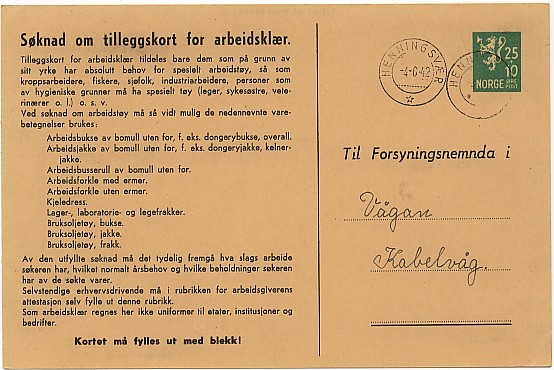 Søknad om tilleggskort for arbeidsklær.
Tilleggskort for arbeidsklær tildeles bare dem som på grunn av
sitt yrke har absolutt behov for spesielt arbeidstøy, så som
kroppsarbeidere, fiskere, sjøfolk, industriarbeidere, personer som
av hygieniske grunner må ha spesielt tøy (leger, sykesøstre, vete-
rinærer o. l.) o. s. v.
Ved søknad om arbeidstøy må så vidt mulig de nedennevnte vare-
betegnelser brukes:
Arbeidsbukse av bomull uten for, f. eks. dongerybukse, overall.
Arbeidsjakke av bomull uten for, f. eks. dongeryjakke, kelner-
jakke.
Arbeidsbusserull av bomull uten for.
Arbeidsforkle med ermer.
Arbeidsforkle uten ermer.
Kjeledress.
Lager-, laboratorie- og legefrakker.
Bruksoljetøy, bukse.
Bruksoljetøy, jakke.
Bruksoljetøy, frakk.
Av den utfylte søknad må det tydelig fremgå hva slags arbeide
søkeren har, hvilket normalt årsbehov og hvilke beholdninger søkeren
har av de søkte varer.
Selvstendige erhvervsdrivende må i rubrikken for arbeidsgiverens
attestasjon selv fylle ut denne rubrikk.
Som arbeidsklær regnes her ikke uniformer til etater, institusjoner og
bedrifter.
Kortet må fylles ut med blekk!
HENNINGSVÆR
-4-6-42
HENNINGS
25
10
ØRE
NORGE POST
Til Forsyningsnemnda i
Vågan
Kabelvåg.